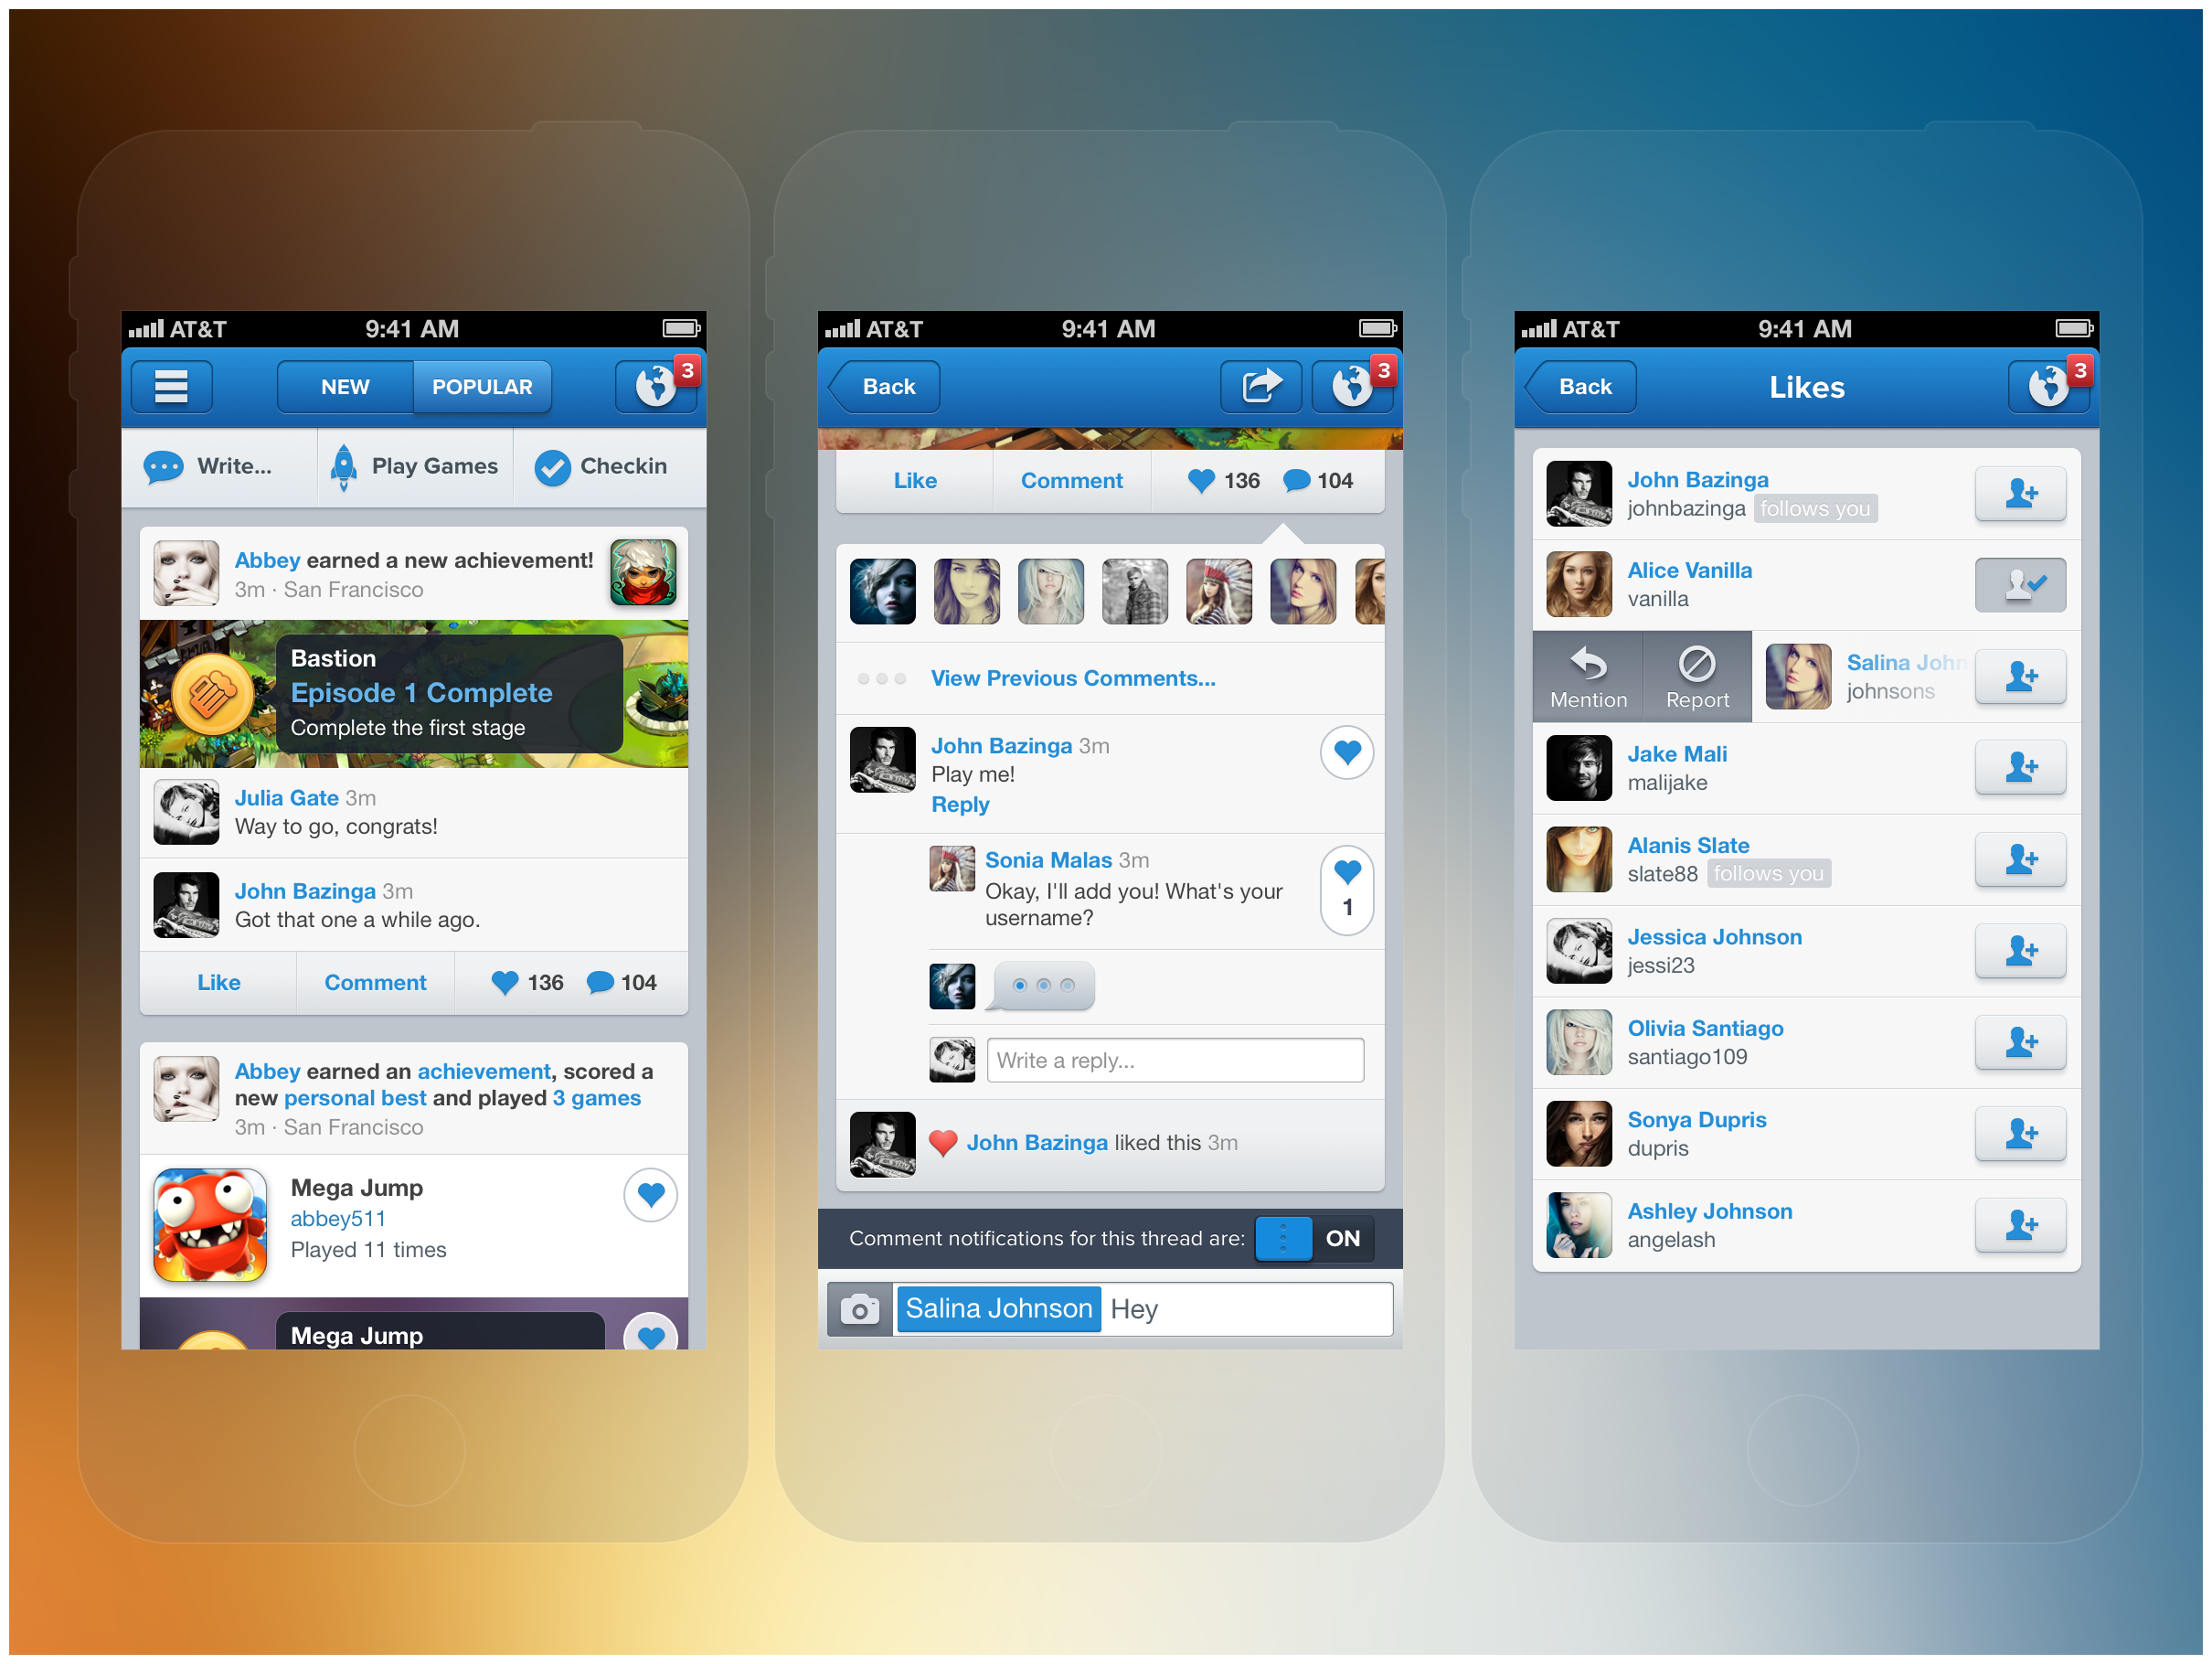 AT&T 9:41 AM
NEW POPULAR 3
Write... Play Games Checkin
Abbey earned a new achievement!
3m · San Francisco
Bastion
Episode 1 Complete
Complete the first stage
Julia Gate 3m
Way to go, congrats!
John Bazinga 3m
Got that one a while ago.
Like Comment 136 104
Abbey earned an achievement, scored a
new personal best and played 3 games
3m · San Francisco
Mega Jump
abbey511
Played 11 times
Mega Jump
AT&T 9:41 AM
Back 3
Like Comment 136 104
View Previous Comments...
John Bazinga 3m
Play me!
Reply
Sonia Malas 3m
Okay, I'll add you! What's your
username?
1
Write a reply...
John Bazinga liked this 3m
Comment notifications for this thread are: ON
Salina Johnson Hey
AT&T 9:41 AM
Back Likes 3
John Bazinga
johnbazinga follows you
Alice Vanilla
vanilla
Mention Report
Salina John
johnsons
Jake Mali
malijake
Alanis Slate
slate88 follows you
Jessica Johnson
jessi23
Olivia Santiago
santiago109
Sonya Dupris
dupris
Ashley Johnson
angelash